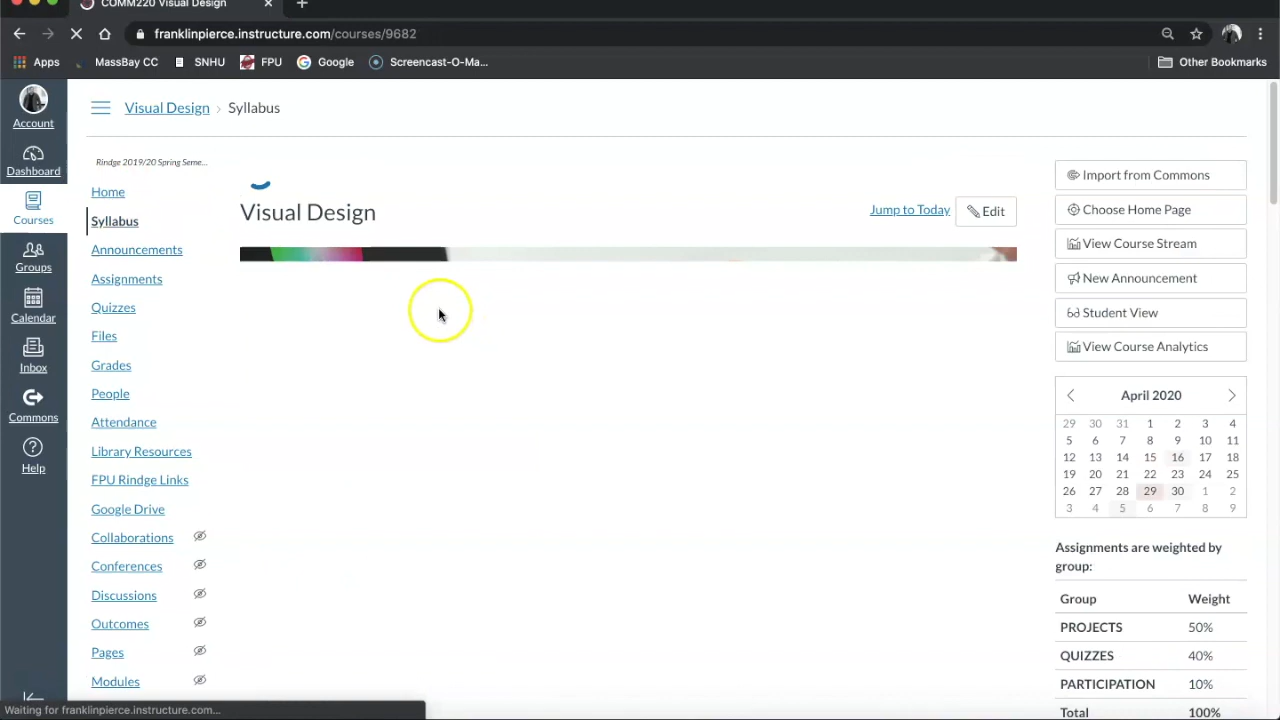 COMM220 Visual Design
franklinpierce.instructure.com/courses/9682
Apps
MassBay CC
SNHU
FPU
Google
Screencast-O-Ma...
Other Bookmarks
Account
Dashboard
Courses
Groups
Calendar
Inbox
Commons
Help
Visual Design › Syllabus
Rindge 2019/20 Spring Seme...
Home
Syllabus
Announcements
Assignments
Quizzes
Files
Grades
People
Attendance
Library Resources
FPU Rindge Links
Google Drive
Collaborations
Conferences
Discussions
Outcomes
Pages
Modules
Visual Design
Jump to Today
Edit
Import from Commons
Choose Home Page
View Course Stream
New Announcement
Student View
View Course Analytics
April 2020
29 30 31 1 2 3 4
5 6 7 8 9 10 11
12 13 14 15 16 17 18
19 20 21 22 23 24 25
26 27 28 29 30 1 2
3 4 5 6 7 8 9
Assignments are weighted by
group:
Group Weight
PROJECTS 50%
QUIZZES 40%
PARTICIPATION 10%
Total 100%
Waiting for franklinpierce.instructure.com...